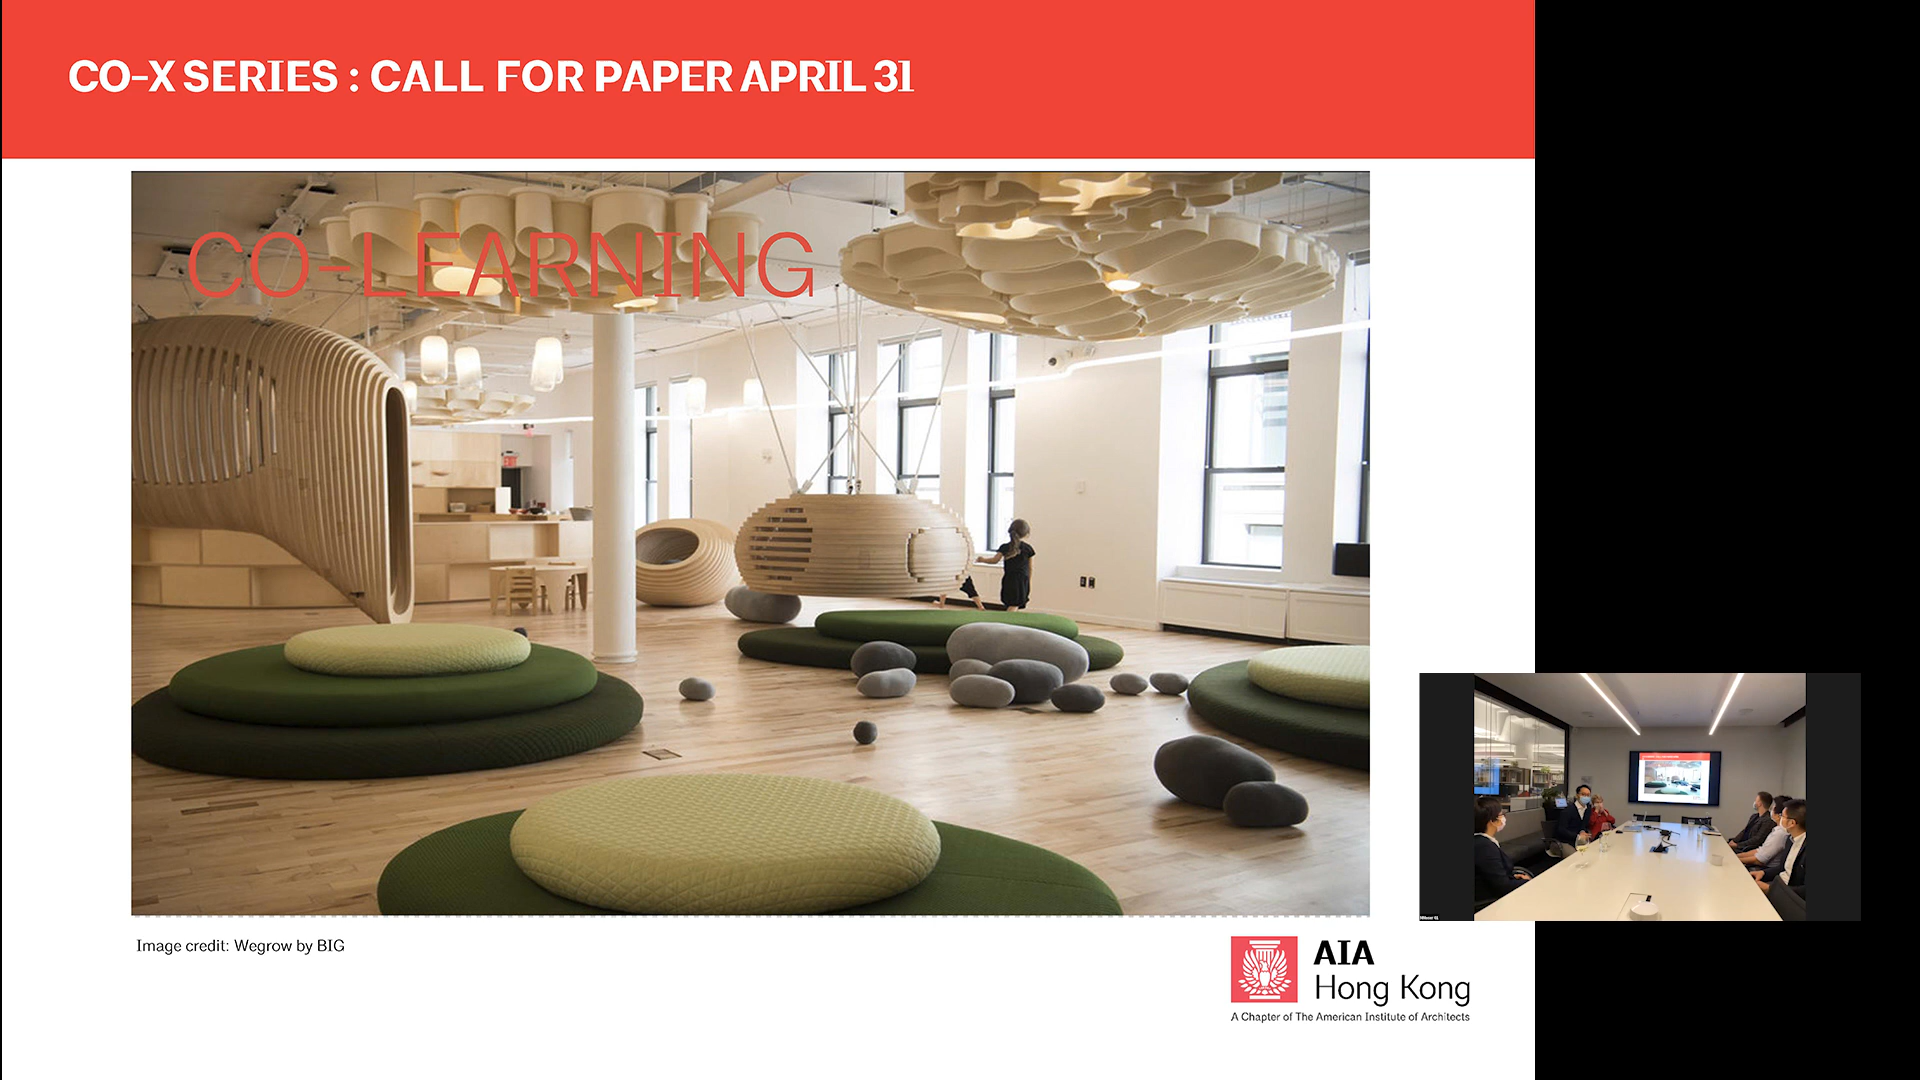 CO-X SERIES : CALL FOR PAPER APRIL 31
CO-LEARNING
EXIT
Image credit: Wegrow by BIG
AIA
Hong Kong
A Chapter of The American Institute of Architects